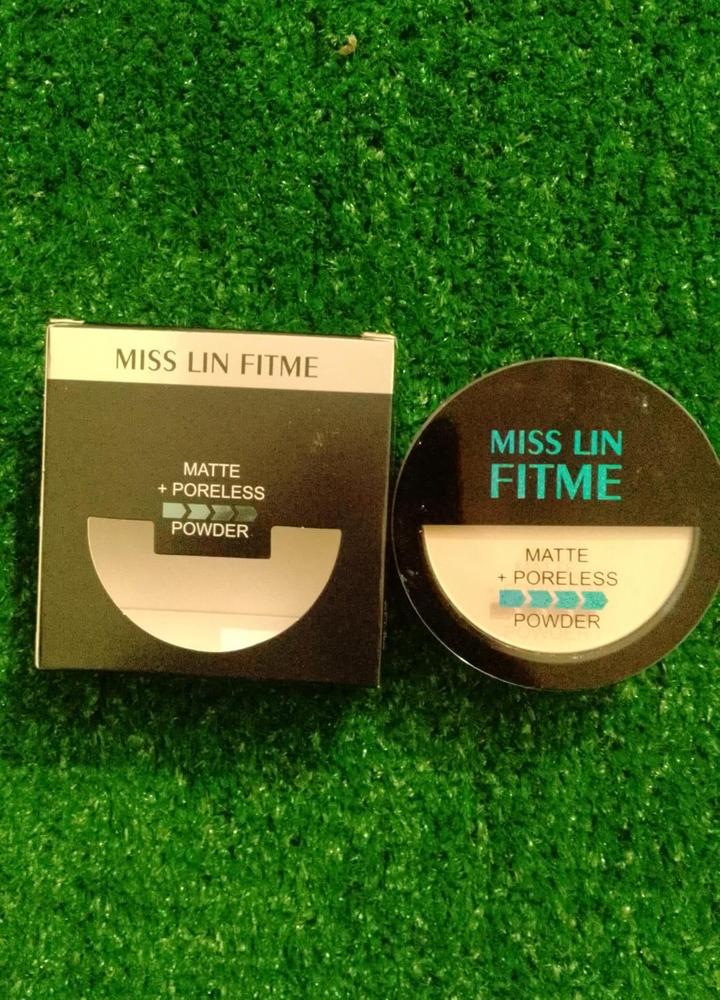 MISS LIN FITME
MATTE
+ PORELESS
POWDER
MISS LIN
FITME
MATTE
+ PORELESS
POWDER